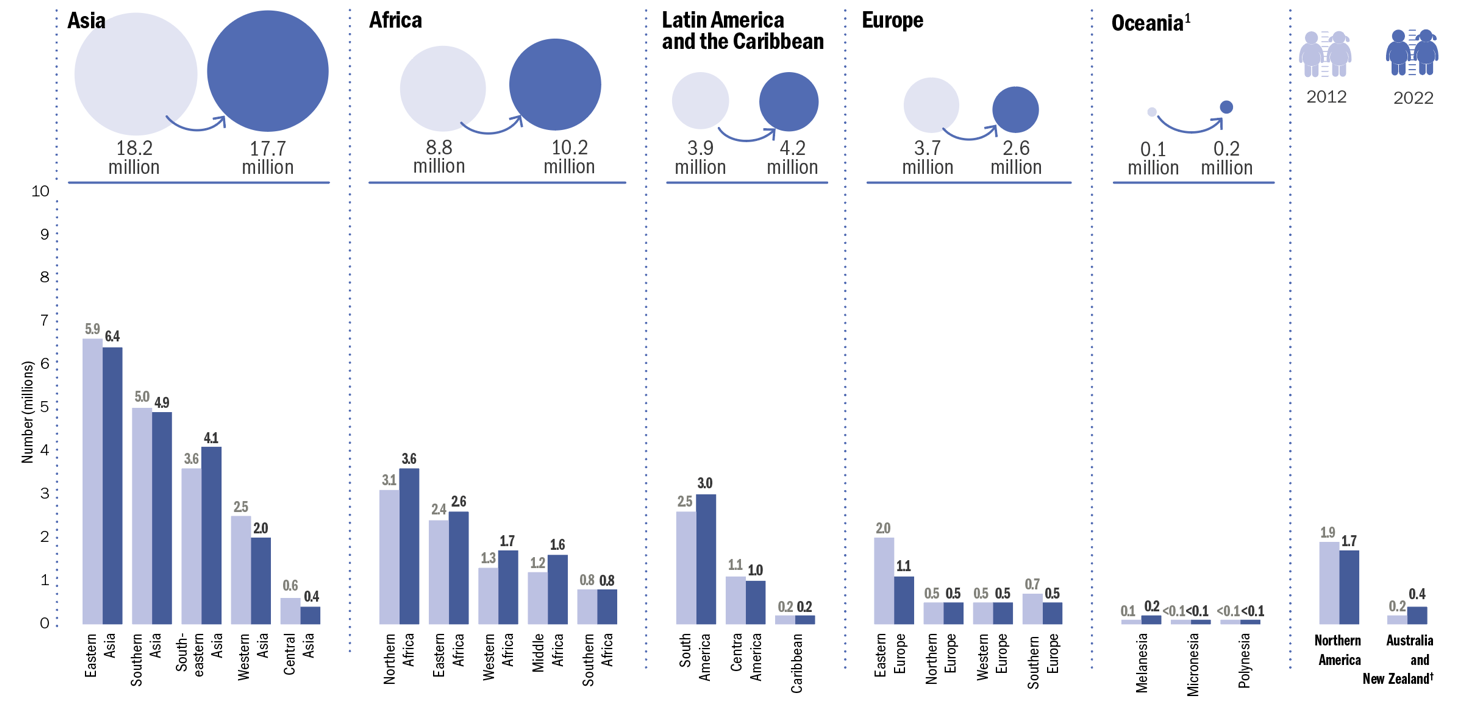 Asia
18.2
million
17.7
million
Africa
8.8
million
10.2
million
Latin America
and the Caribbean
3.9
million
4.2
million
Europe
3.7
million
2.6
million
Oceania1
0.1
million
0.2
million
2012
2022
Number (millions)
10
9
8
7
6
5
4
3
2
1
0
5.9
6.4
5.0
4.9
3.6
4.1
2.5
2.0
0.6
0.4
3.1
3.6
2.4
2.6
1.3
1.7
1.2
1.6
0.8
0.8
2.5
3.0
1.1
1.0
0.2
0.2
2.0
1.1
0.5
0.5
0.5
0.5
0.7
0.5
0.1
0.2
<0.1
<0.1
<0.1
<0.1
1.9
1.7
0.2
0.4
Eastern
Asia
Southern
Asia
South-
eastern
Asia
Western
Asia
Central
Asia
Northern
Africa
Eastern
Africa
Western
Africa
Middle
Africa
Southern
Africa
South
America
Centra
America
Caribbean
Eastern
Europe
Northern
Europe
Western
Europe
Southern
Europe
Melanesia
Micronesia
Polynesia
Northern
America
Australia
and
New Zealand†